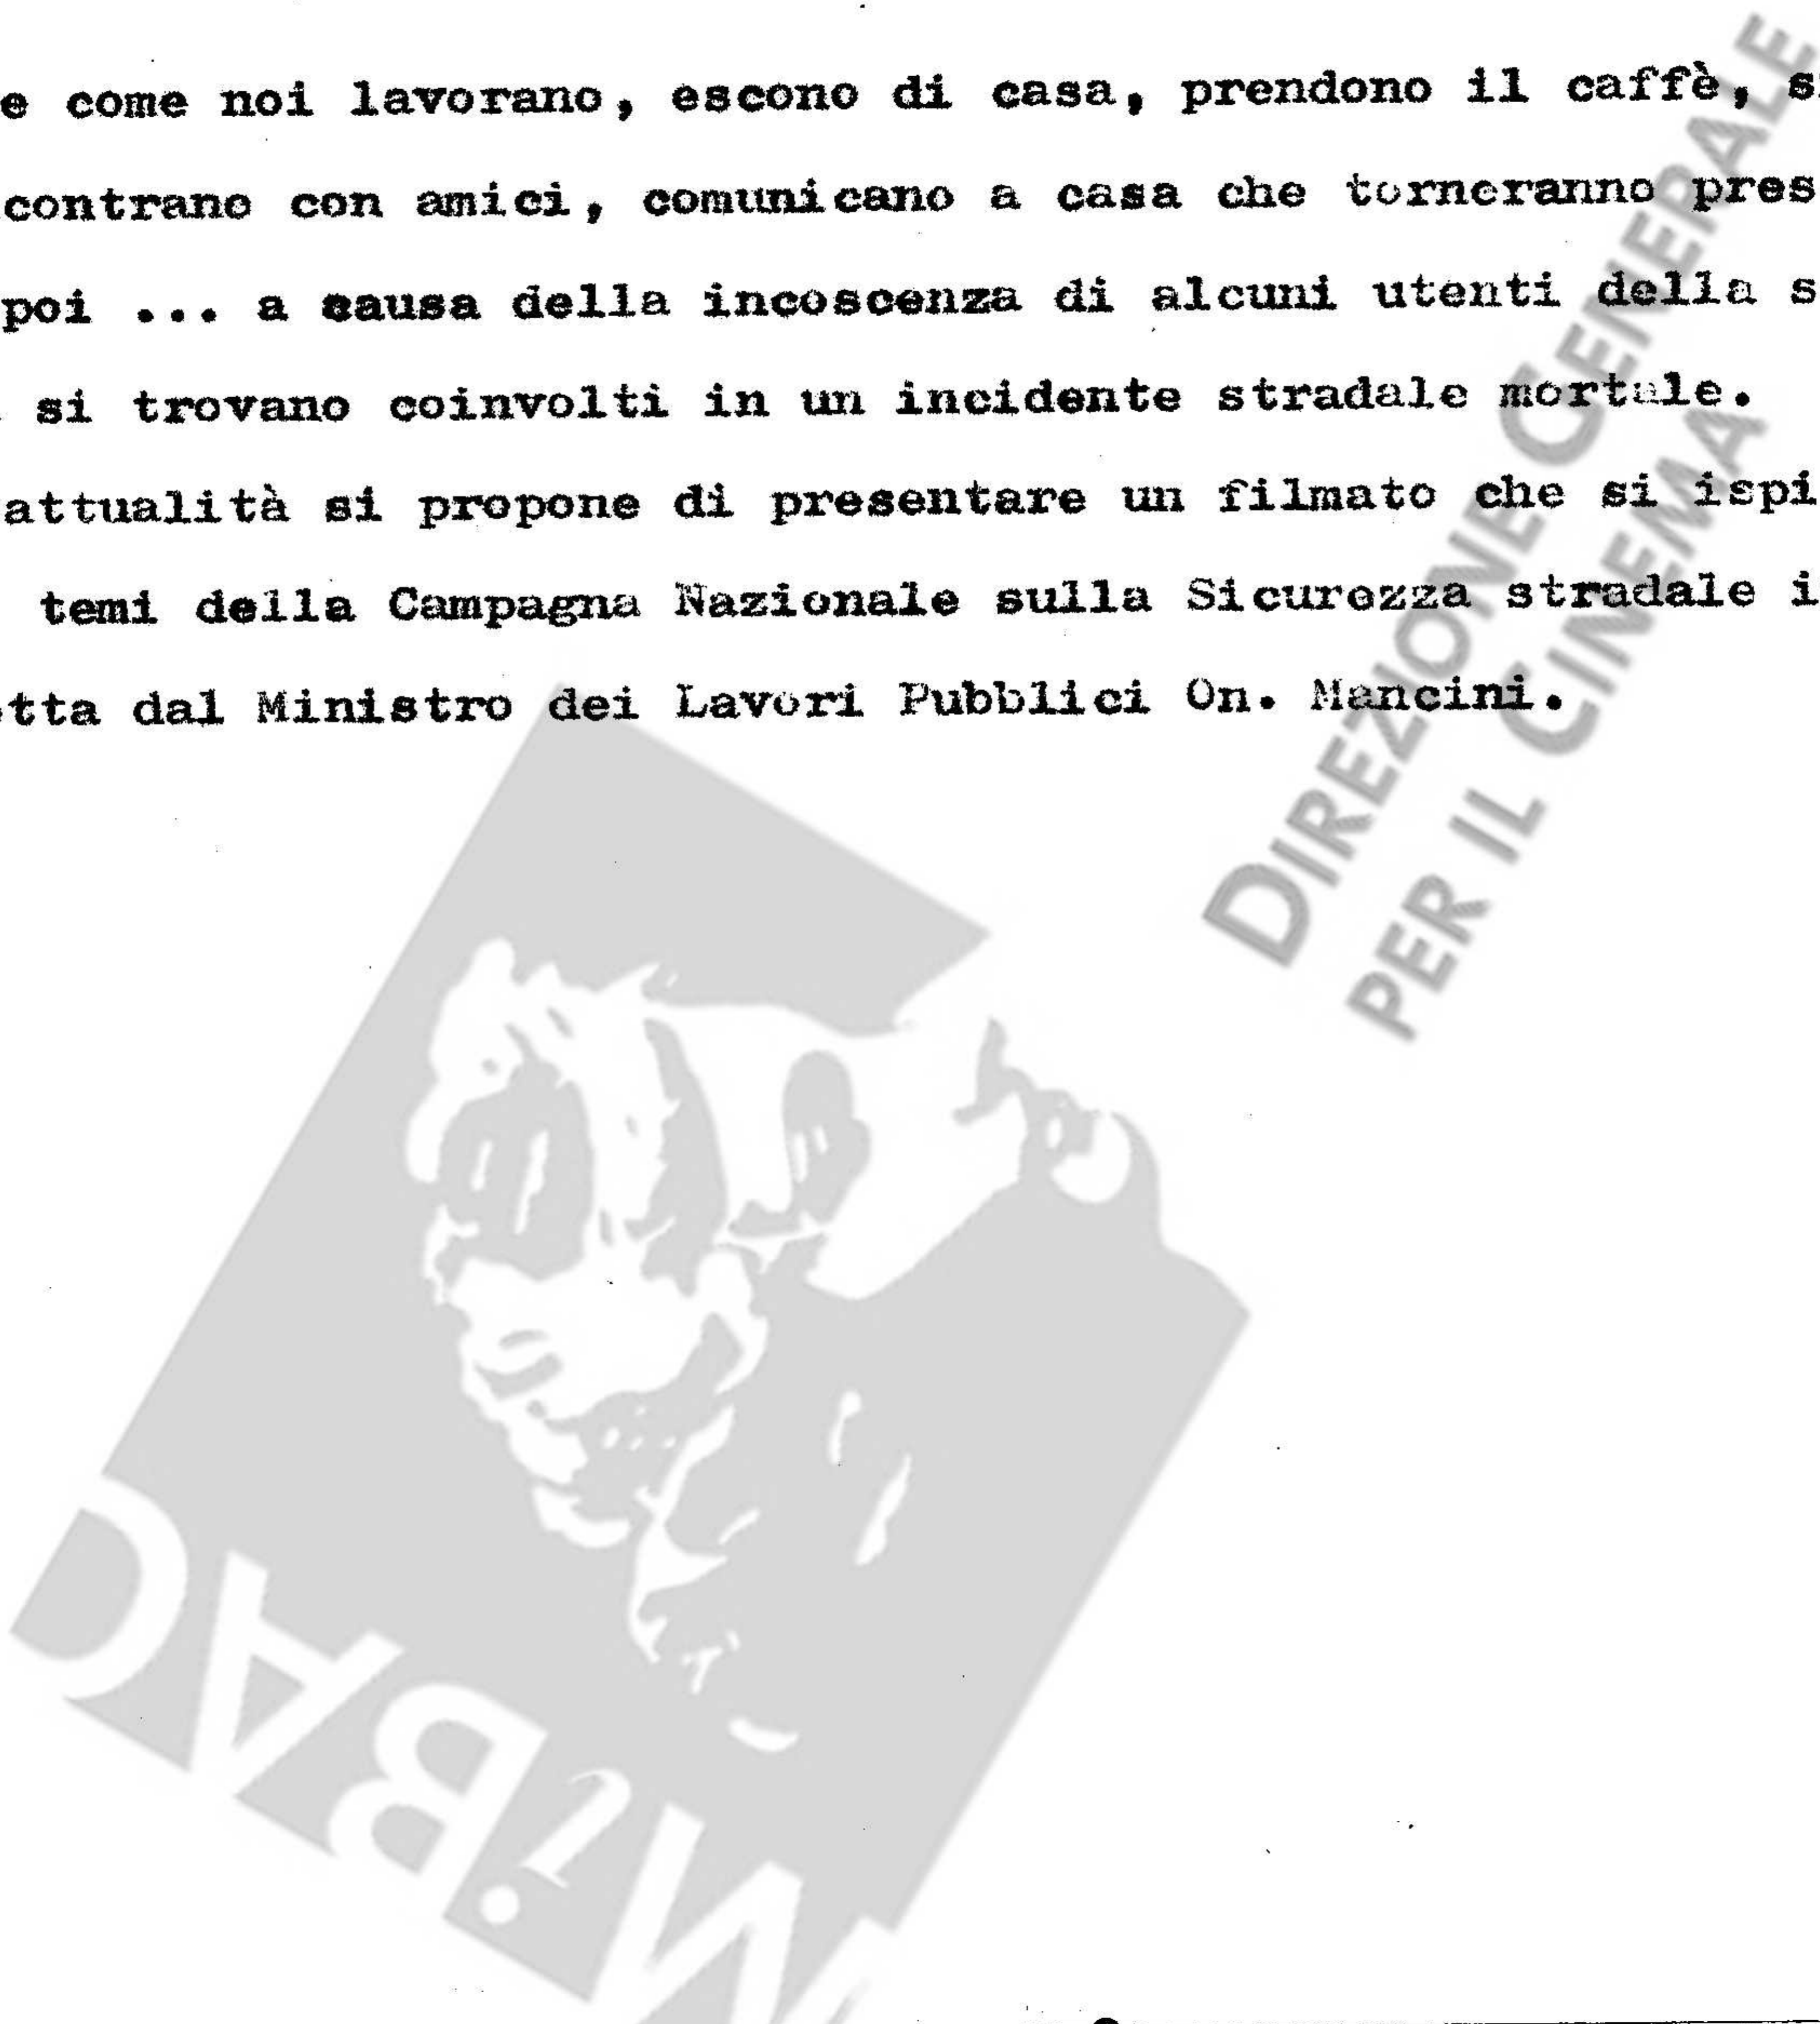 e come noi lavorano, escono di casa, prendono il caffè, s
contrano con amici, comunicano a casa che torneranno pres
poi ... a causa della incoscenza di alcuni utenti della s
si trovano coinvolti in un incidente stradale mortale.
attualità si propone di presentare un filmato che si ispi
temi della Campagna Nazionale sulla Sicurezza stradale i
tta dal Ministro dei Lavori Pubblici On. Mancini.
DIREZIONE GENERALE
PER IL CINEMA
MiBAC